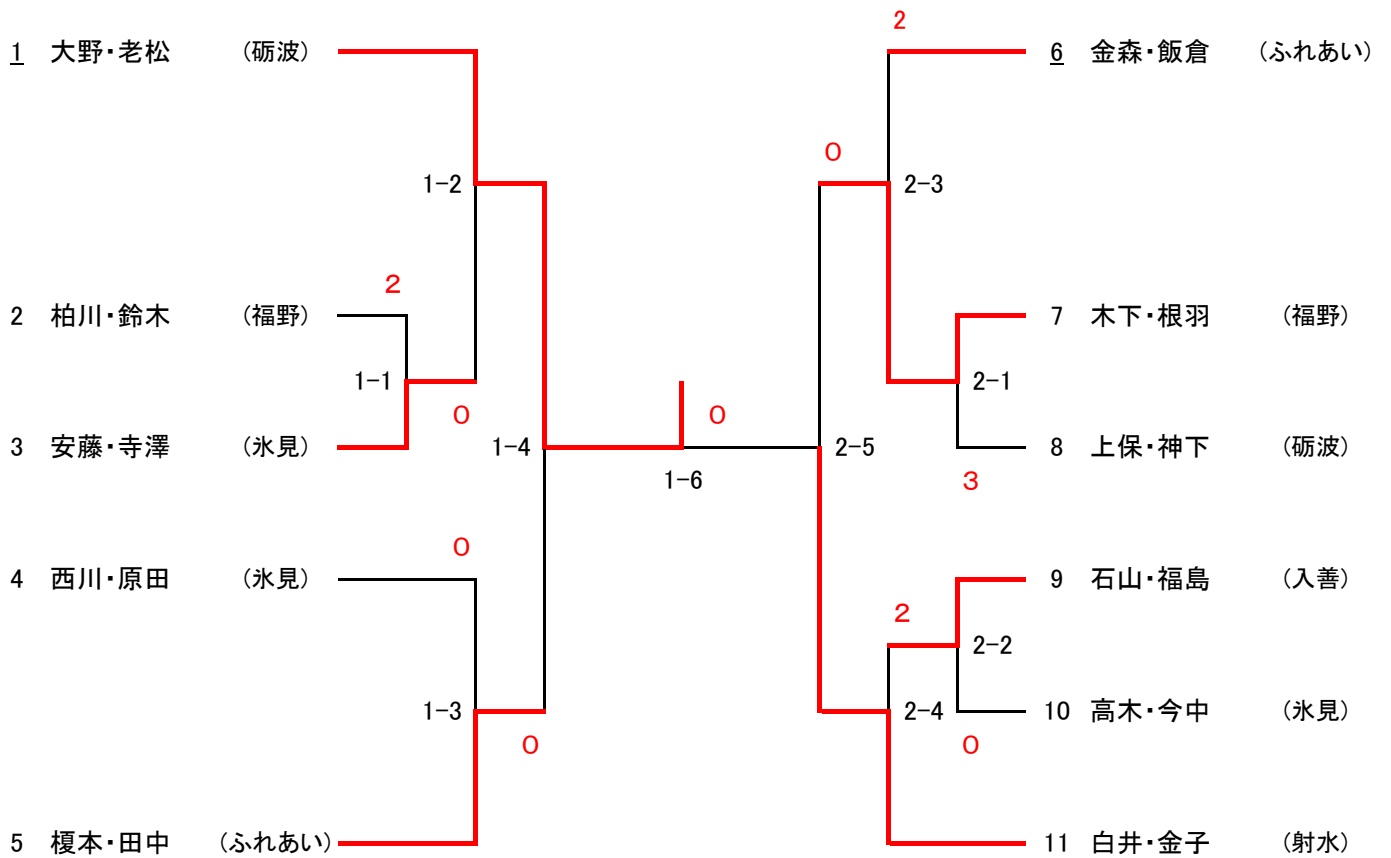 2
1 大野・老松 (砺波)
6 金森・飯倉 (ふれあい)
0
1-2
2-3
2
2 柏川・鈴木 (福野)
7 木下・根羽 (福野)
1-1
2-1
0
0
3 安藤・寺澤 (氷見)
1-4
2-5
8 上保・神下 (砺波)
1-6
3
0
4 西川・原田 (氷見)
9 石山・福島 (入善)
2
2-2
1-3
2-4
10 高木・今中 (氷見)
0
0
5 榎本・田中 (ふれあい)
11 白井・金子 (射水)